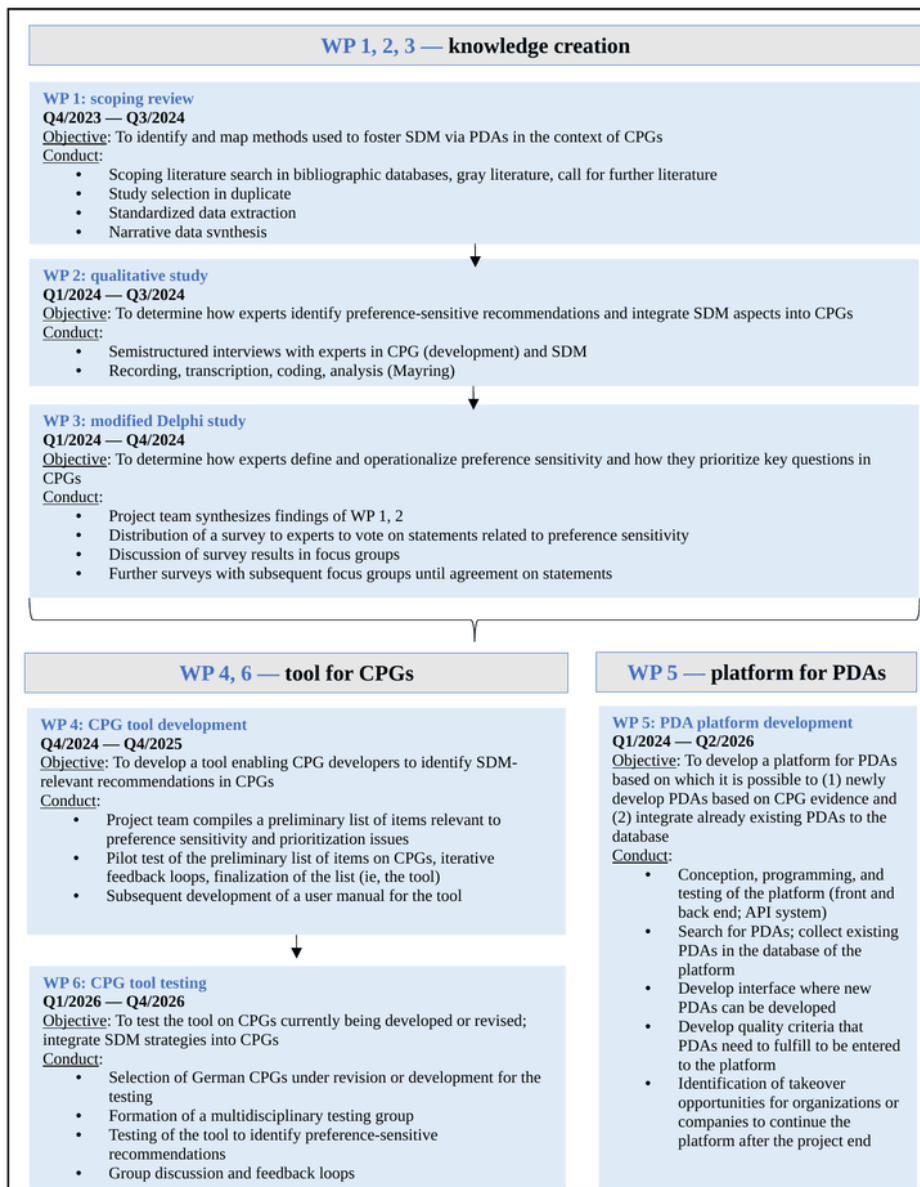 WP 1, 2, 3 — knowledge creation
WP 1: scoping review
Q4/2023 — Q3/2024
Objective: To identify and map methods used to foster SDM via PDAs in the context of CPGs
Conduct:
• Scoping literature search in bibliographic databases, gray literature, call for further literature
• Study selection in duplicate
• Standardized data extraction
• Narrative data synthesis
WP 2: qualitative study
Q1/2024 — Q3/2024
Objective: To determine how experts identify preference-sensitive recommendations and integrate SDM aspects into CPGs
Conduct:
• Semistructured interviews with experts in CPG (development) and SDM
• Recording, transcription, coding, analysis (Mayring)
WP 3: modified Delphi study
Q1/2024 — Q4/2024
Objective: To determine how experts define and operationalize preference sensitivity and how they prioritize key questions in
CPGs
Conduct:
• Project team synthesizes findings of WP 1, 2
• Distribution of a survey to experts to vote on statements related to preference sensitivity
• Discussion of survey results in focus groups
• Further surveys with subsequent focus groups until agreement on statements
WP 4, 6 — tool for CPGs
WP 4: CPG tool development
Q4/2024 — Q4/2025
Objective: To develop a tool enabling CPG developers to identify SDM-
relevant recommendations in CPGs
Conduct:
• Project team compiles a preliminary list of items relevant to
preference sensitivity and prioritization issues
• Pilot test of the preliminary list of items on CPGs, iterative
feedback loops, finalization of the list (ie, the tool)
• Subsequent development of a user manual for the tool
WP 6: CPG tool testing
Q1/2026 — Q4/2026
Objective: To test the tool on CPGs currently being developed or revised;
integrate SDM strategies into CPGs
Conduct:
• Selection of German CPGs under revision or development for the
testing
• Formation of a multidisciplinary testing group
• Testing of the tool to identify preference-sensitive
recommendations
• Group discussion and feedback loops
WP 5 — platform for PDAs
WP 5: PDA platform development
Q1/2024 — Q2/2026
Objective: To develop a platform for PDAs
based on which it is possible to (1) newly
develop PDAs based on CPG evidence and
(2) integrate already existing PDAs to the
database
Conduct:
• Conception, programming, and
testing of the platform (front and
back end; API system)
• Search for PDAs; collect existing
PDAs in the database of the
platform
• Develop interface where new
PDAs can be developed
• Develop quality criteria that
PDAs need to fulfill to be entered
to the platform
• Identification of takeover
opportunities for organizations or
companies to continue the
platform after the project end